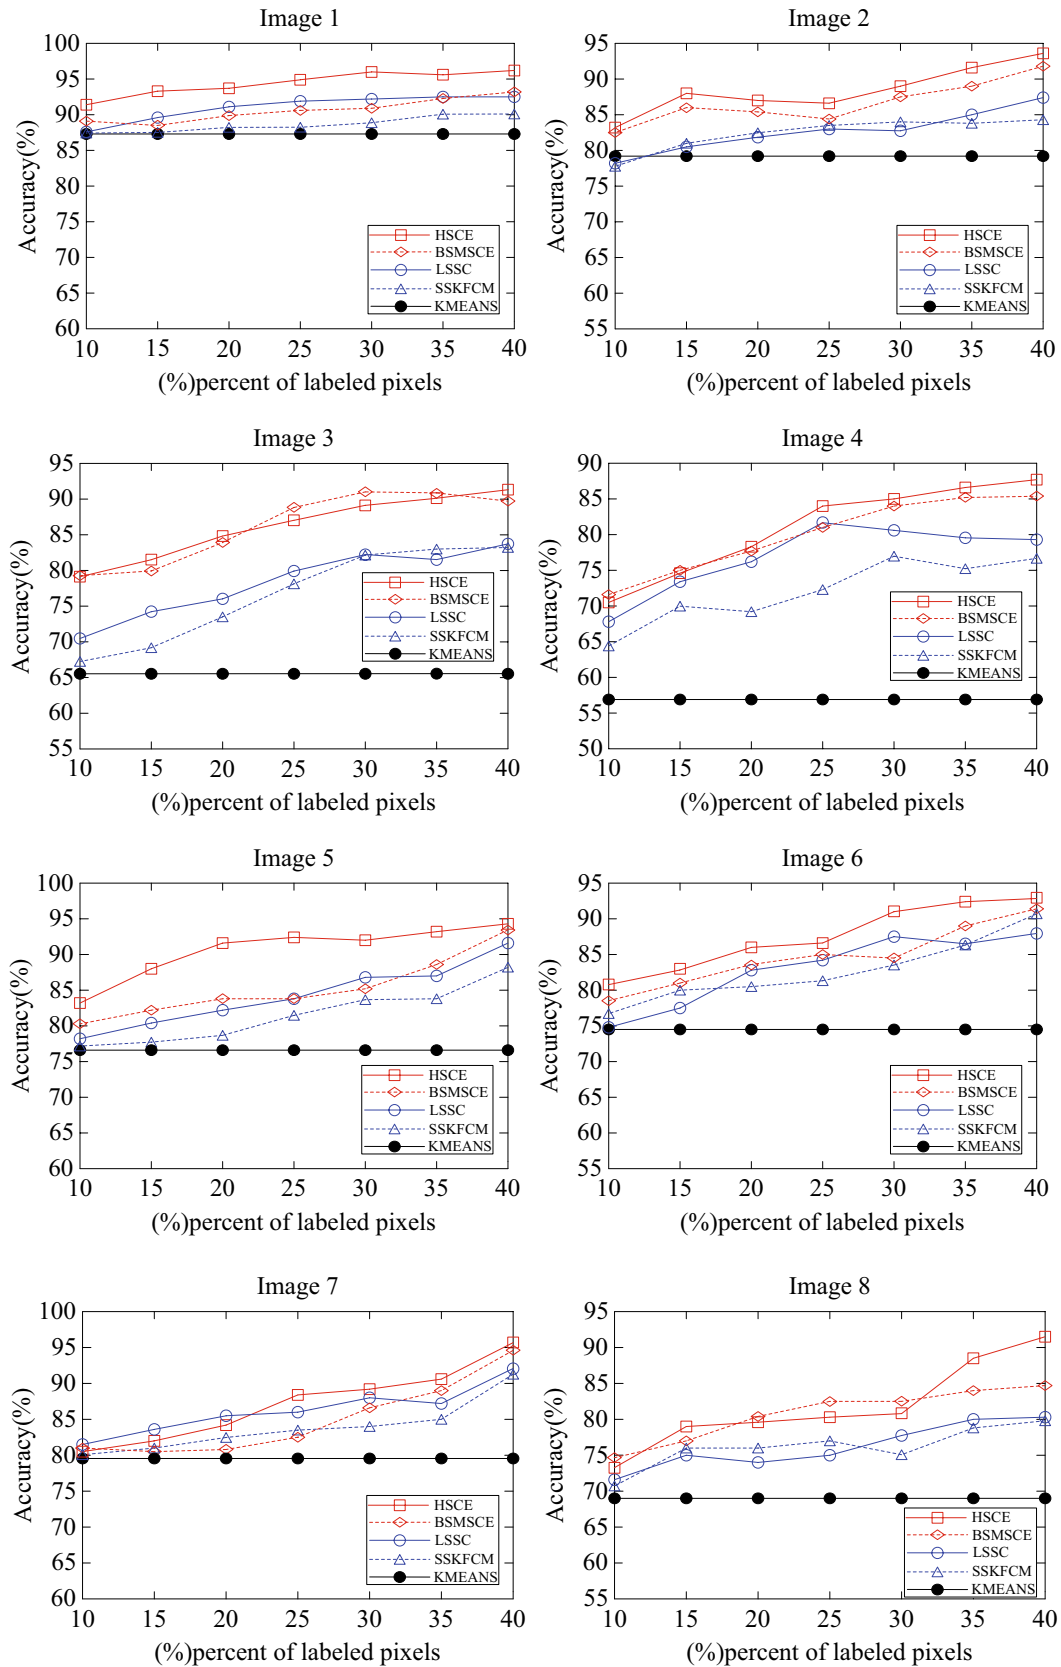 Image 1
Accuracy(%)
100
95
90
85
80
75
70
65
60
HSCE
BSMSCE
LSSC
SSKFCM
KMEANS
10 15 20 25 30 35 40
(%)percent of labeled pixels
Image 2
Accuracy(%)
95
90
85
80
75
70
65
60
55
HSCE
BSMSCE
LSSC
SSKFCM
KMEANS
10 15 20 25 30 35 40
(%)percent of labeled pixels
Image 3
Accuracy(%)
95
90
85
80
75
70
65
60
55
HSCE
BSMSCE
LSSC
SSKFCM
KMEANS
10 15 20 25 30 35 40
(%)percent of labeled pixels
Image 4
Accuracy(%)
90
85
80
75
70
65
60
55
50
HSCE
BSMSCE
LSSC
SSKFCM
KMEANS
10 15 20 25 30 35 40
(%)percent of labeled pixels
Image 5
Accuracy(%)
100
95
90
85
80
75
70
65
60
HSCE
BSMSCE
LSSC
SSKFCM
KMEANS
10 15 20 25 30 35 40
(%)percent of labeled pixels
Image 6
Accuracy(%)
95
90
85
80
75
70
65
60
55
HSCE
BSMSCE
LSSC
SSKFCM
KMEANS
10 15 20 25 30 35 40
(%)percent of labeled pixels
Image 7
Accuracy(%)
100
95
90
85
80
75
70
65
60
HSCE
BSMSCE
LSSC
SSKFCM
KMEANS
10 15 20 25 30 35 40
(%)percent of labeled pixels
Image 8
Accuracy(%)
95
90
85
80
75
70
65
60
55
HSCE
BSMSCE
LSSC
SSKFCM
KMEANS
10 15 20 25 30 35 40
(%)percent of labeled pixels